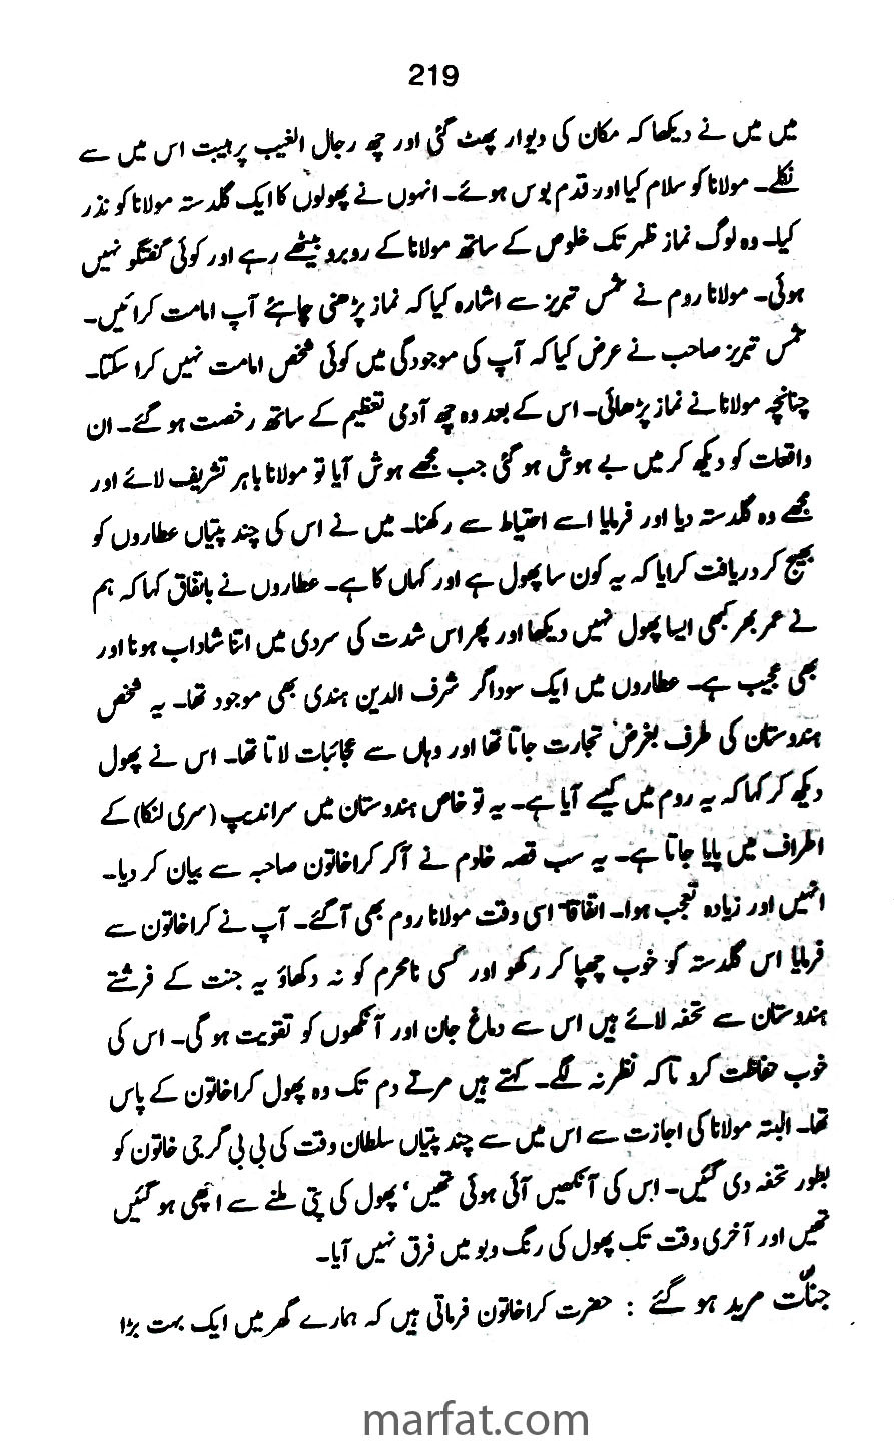 219
میں میں نے دیکھا کہ مکان کی دیوار پھٹ گئی اور چھ رجال الغیب پرہیبت اس میں سے
نکلے۔ مولانا کو سلام کیا اور قدم بوس ہوئے۔ انہوں نے پھولوں کا ایک گلدستہ مولانا کو نذر
کیا۔ وہ لوگ نماز ظہر تک خلوص کے ساتھ مولانا کے روبرو بیٹھے رہے اور کوئی گفتگو نہیں
ہوئی۔ مولانا روم نے شمس تبریز سے اشارہ کیا کہ نماز پڑھنی چاہئے آپ امامت کرائیں۔
شمس تبریز صاحب نے عرض کیا کہ آپ کی موجودگی میں کوئی شخص امامت نہیں کرا سکتا۔
چنانچہ مولانا نے نماز پڑھائی۔ اس کے بعد وہ چھ آدمی تعظیم کے ساتھ رخصت ہو گئے۔ ان
واقعات کو دیکھ کر میں بے ہوش ہو گئی جب مجھے ہوش آیا تو مولانا باہر تشریف لائے اور
مجھے وہ گلدستہ دیا اور فرمایا اسے احتیاط سے رکھنا۔ میں نے اس کی چند پتیاں عطاروں کو
بھیج کر دریافت کرایا کہ یہ کون سا پھول ہے اور کہاں کا ہے۔ عطاروں نے باتفاق کہا کہ ہم
نے عمر بھر کبھی ایسا پھول نہیں دیکھا اور پھر اس شدت کی سردی میں اتنا شاداب ہونا اور
بھی عجیب ہے۔ عطاروں میں ایک سوداگر شرف الدین ہندی بھی موجود تھا۔ یہ شخص
ہندوستان کی طرف بغرض تجارت جاتا تھا اور وہاں سے عجائبات لاتا تھا۔ اس نے پھول
دیکھ کر کہا کہ یہ روم میں کیسے آیا ہے۔ یہ تو خاص ہندوستان میں سراندیپ (سری لنکا) کے
اطراف میں پایا جاتا ہے۔ یہ سب قصہ خادم نے آکر کراخاتون صاحبہ سے بیان کر دیا۔
انہیں اور زیادہ تعجب ہوا۔ اتفاقاً اسی وقت مولانا روم بھی آگئے۔ آپ نے کراخاتون سے
فرمایا اس گلدستہ کو خوب چھپا کر رکھو اور کسی نامحرم کو نہ دکھاؤ یہ جنت کے فرشتے
ہندوستان سے تحفہ لائے ہیں اس سے دماغ جان اور آنکھوں کو تقویت ہو گی۔ اس کی
خوب حفاظت کرو تاکہ نظر نہ لگے۔ کہتے ہیں مرتے دم تک وہ پھول کراخاتون کے پاس
تھا۔ البتہ مولانا کی اجازت سے اس میں سے چند پتیاں سلطان وقت کی بی بی گرجی خاتون کو
بطور تحفہ دی گئیں۔ اس کی آنکھیں آئی ہوئی تھیں، پھول کی پتی ملنے سے اچھی ہو گئیں
تھیں اور آخری وقت تک پھول کی رنگ و بو میں فرق نہیں آیا۔
جنات مرید ہو گئے : حضرت کراخاتون فرماتی ہیں کہ ہمارے گھر میں ایک بہت بڑا
marfat.com